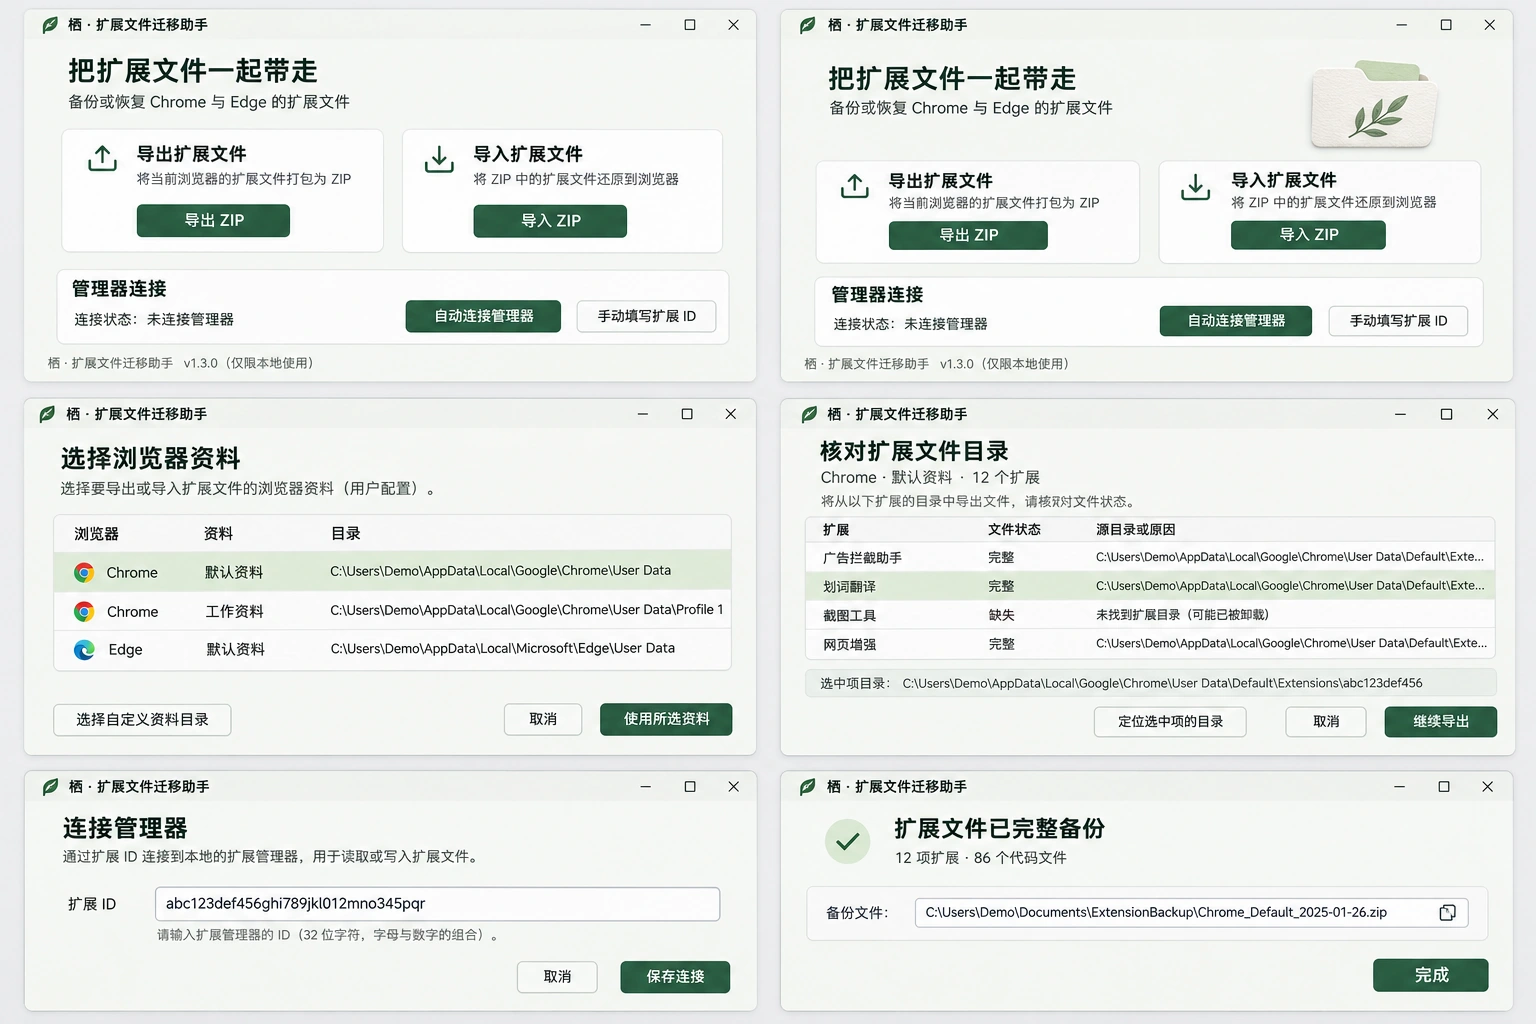 栖 · 扩展文件迁移助手
把扩展文件一起带走
备份或恢复 Chrome 与 Edge 的扩展文件
导出扩展文件
将当前浏览器的扩展文件打包为 ZIP
导出 ZIP
导入扩展文件
将 ZIP 中的扩展文件还原到浏览器
导入 ZIP
管理器连接
连接状态：未连接管理器
自动连接管理器
手动填写扩展 ID
栖 · 扩展文件迁移助手 v1.3.0（仅限本地使用）
栖 · 扩展文件迁移助手
把扩展文件一起带走
备份或恢复 Chrome 与 Edge 的扩展文件
导出扩展文件
将当前浏览器的扩展文件打包为 ZIP
导出 ZIP
导入扩展文件
将 ZIP 中的扩展文件还原到浏览器
导入 ZIP
管理器连接
连接状态：未连接管理器
自动连接管理器
手动填写扩展 ID
栖 · 扩展文件迁移助手 v1.3.0（仅限本地使用）
栖 · 扩展文件迁移助手
选择浏览器资料
选择要导出或导入扩展文件的浏览器资料（用户配置）。
浏览器 资料 目录
Chrome 默认资料 C:\Users\Demo\AppData\Local\Google\Chrome\User Data
Chrome 工作资料 C:\Users\Demo\AppData\Local\Google\Chrome\User Data\Profile 1
Edge 默认资料 C:\Users\Demo\AppData\Local\Microsoft\Edge\User Data
选择自定义资料目录
取消
使用所选资料
栖 · 扩展文件迁移助手
核对扩展文件目录
Chrome · 默认资料 · 12 个扩展
将从以下扩展的目录中导出文件，请核对文件状态。
扩展 文件状态 源目录或原因
广告拦截助手 完整 C:\Users\Demo\AppData\Local\Google\Chrome\User Data\Default\Exte...
划词翻译 完整 C:\Users\Demo\AppData\Local\Google\Chrome\User Data\Default\Exte...
截图工具 缺失 未找到扩展目录（可能已被卸载）
网页增强 完整 C:\Users\Demo\AppData\Local\Google\Chrome\User Data\Default\Exte...
选中项目录： C:\Users\Demo\AppData\Local\Google\Chrome\User Data\Default\Extensions\abc123def456
定位选中项的目录
取消
继续导出
栖 · 扩展文件迁移助手
连接管理器
通过扩展 ID 连接到本地的扩展管理器，用于读取或写入扩展文件。
扩展 ID abc123def456ghi789jkl012mno345pqr
请输入扩展管理器的 ID（32 位字符，字母与数字的组合）。
取消
保存连接
栖 · 扩展文件迁移助手
扩展文件已完整备份
12 项扩展 · 86 个代码文件
备份文件： C:\Users\Demo\Documents\ExtensionBackup\Chrome_Default_2025-01-26.zip
完成